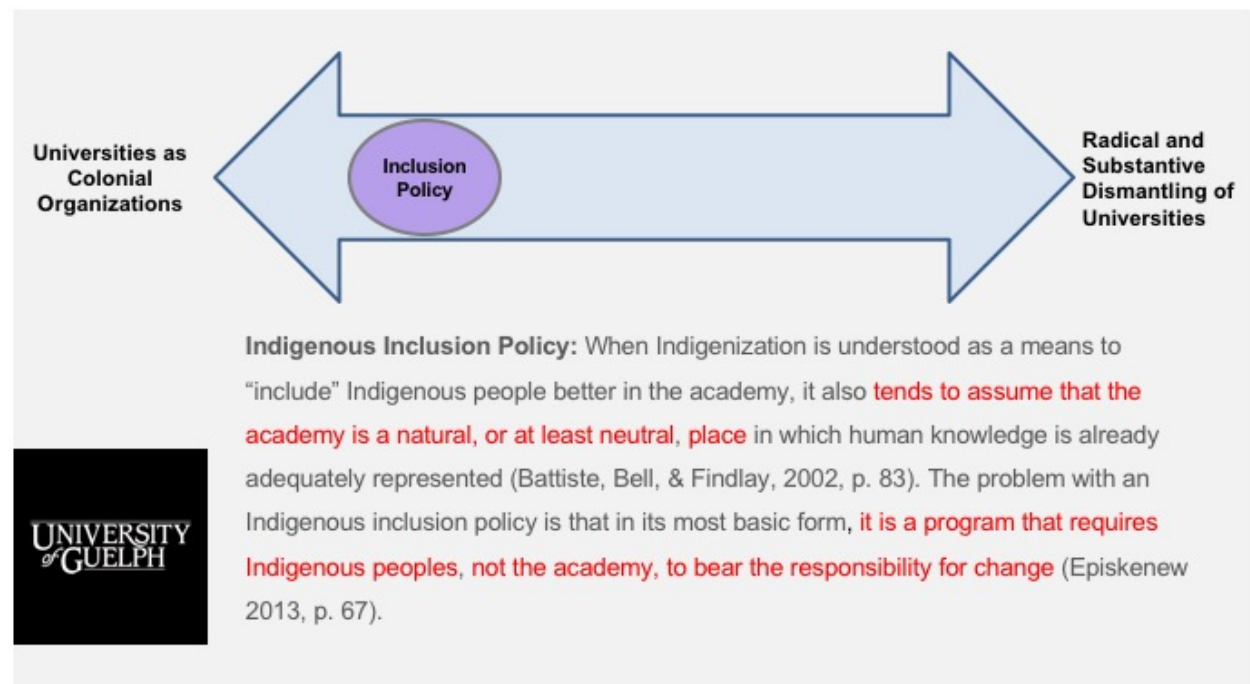 Universities as
Colonial
Organizations
Inclusion
Policy
Radical and
Substantive
Dismantling of
Universities
Indigenous Inclusion Policy: When Indigenization is understood as a means to
“include” Indigenous people better in the academy, it also tends to assume that the
academy is a natural, or at least neutral, place in which human knowledge is already
adequately represented (Battiste, Bell, & Findlay, 2002, p. 83). The problem with an
Indigenous inclusion policy is that in its most basic form, it is a program that requires
Indigenous peoples, not the academy, to bear the responsibility for change (Episkenew
2013, p. 67).
UNIVERSITY
of GUELPH